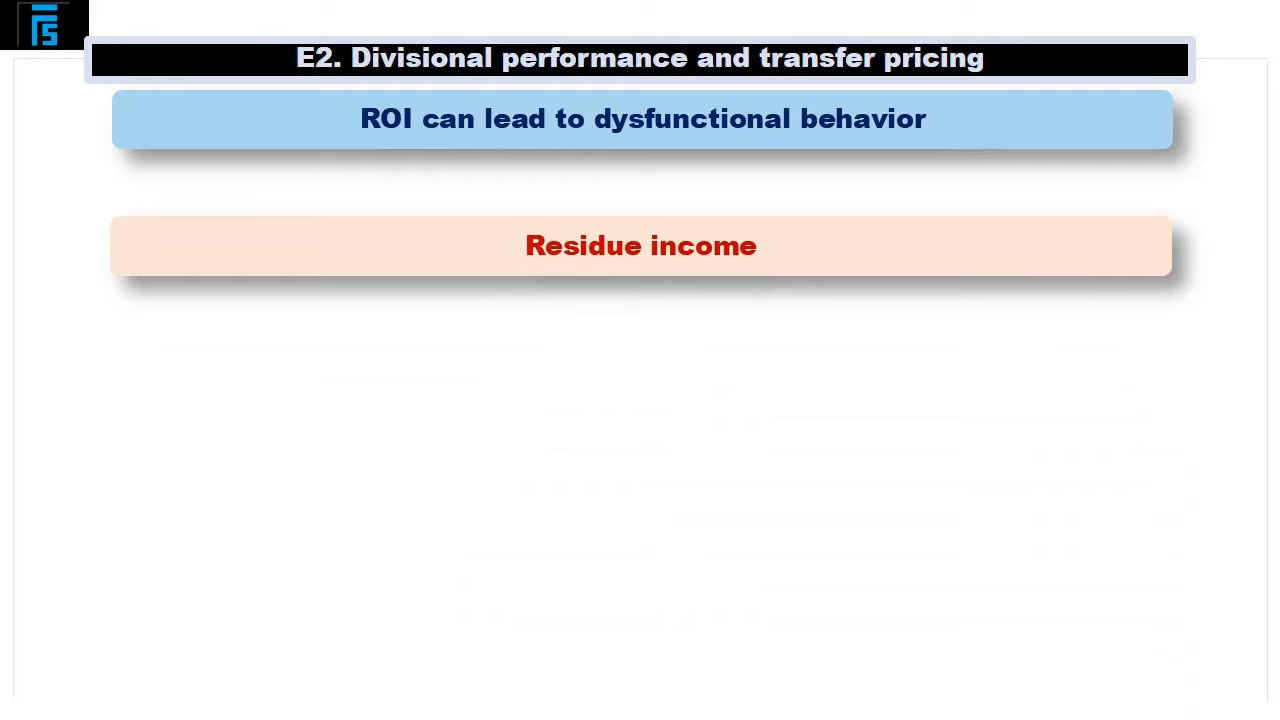 E2. Divisional performance and transfer pricing
ROI can lead to dysfunctional behavior
Residue income